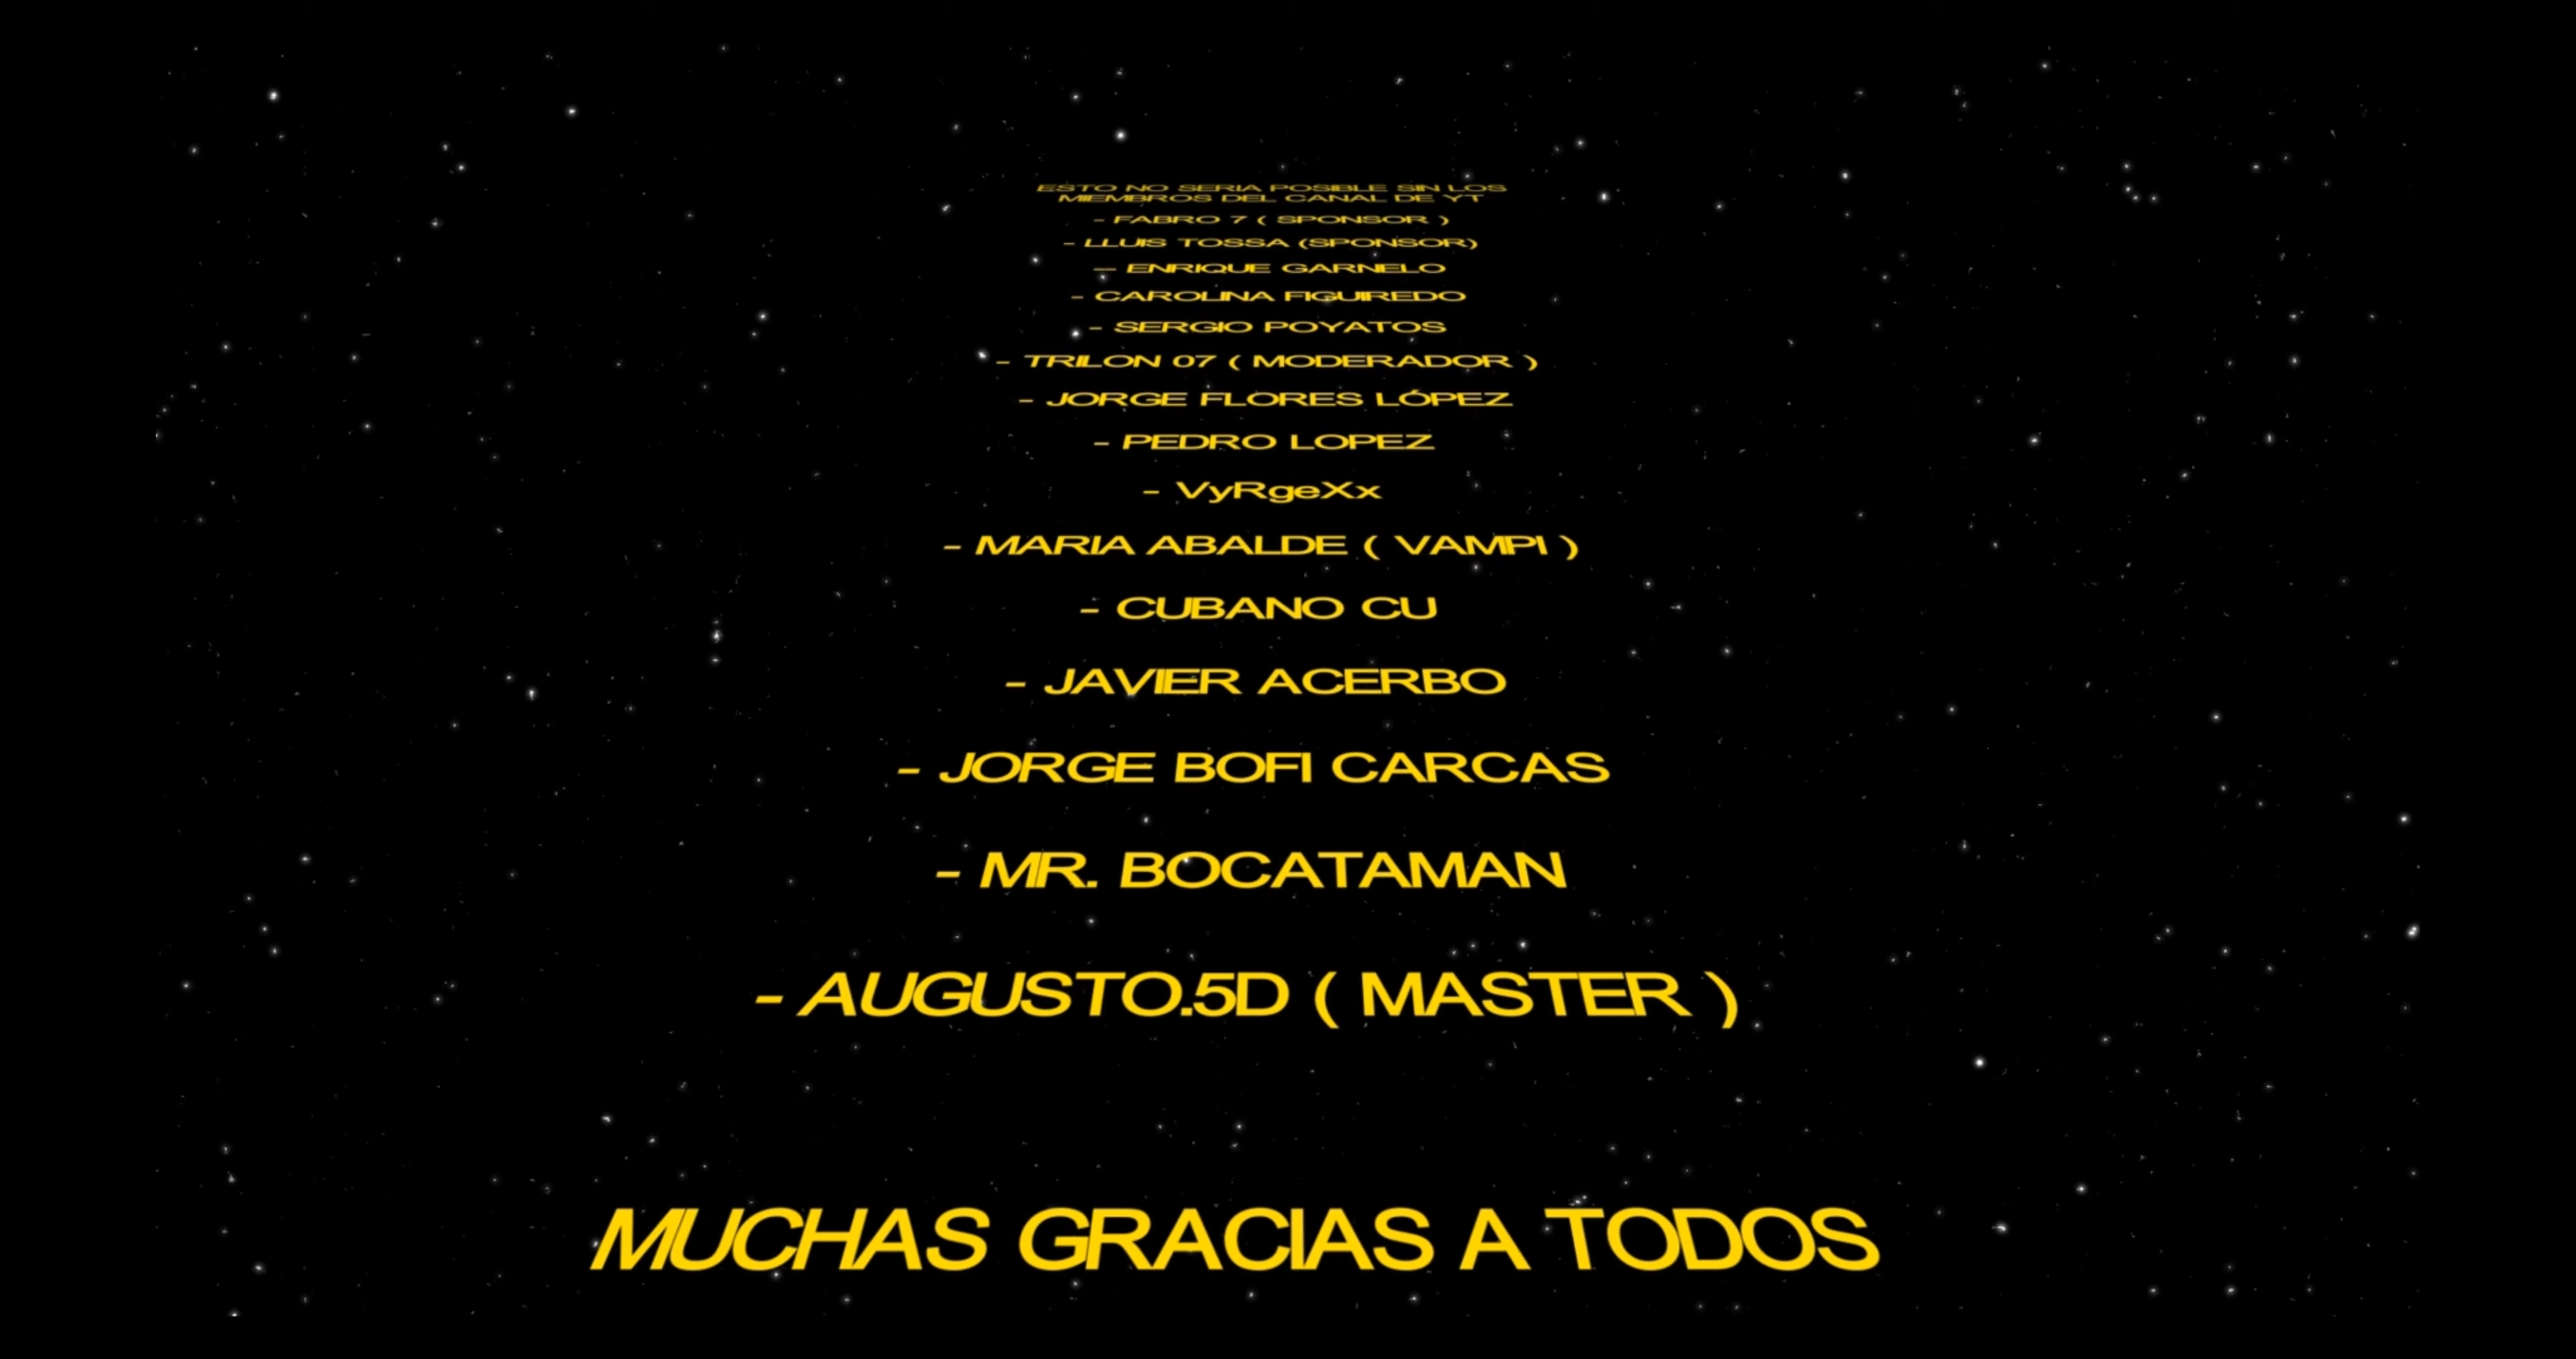 ESTO NO SERIA POSIBLE SIN LOS
MIEMBROS DEL CANAL DE YT
- FABRO 7 ( SPONSOR )
- LLUIS TOSSA (SPONSOR)
-- ENRIQUE GARNELO
- CAROLINA FIGUIREDO
- SERGIO POYATOS
- TRILON 07 ( MODERADOR )
- JORGE FLORES LÓPEZ
- PEDRO LOPEZ
- VyRgeXx
- MARIA ABALDE ( VAMPI )
- CUBANO CU
- JAVIER ACERBO
- JORGE BOFI CARCAS
- MR. BOCATAMAN
- AUGUSTO.5D ( MASTER )
MUCHAS GRACIAS A TODOS